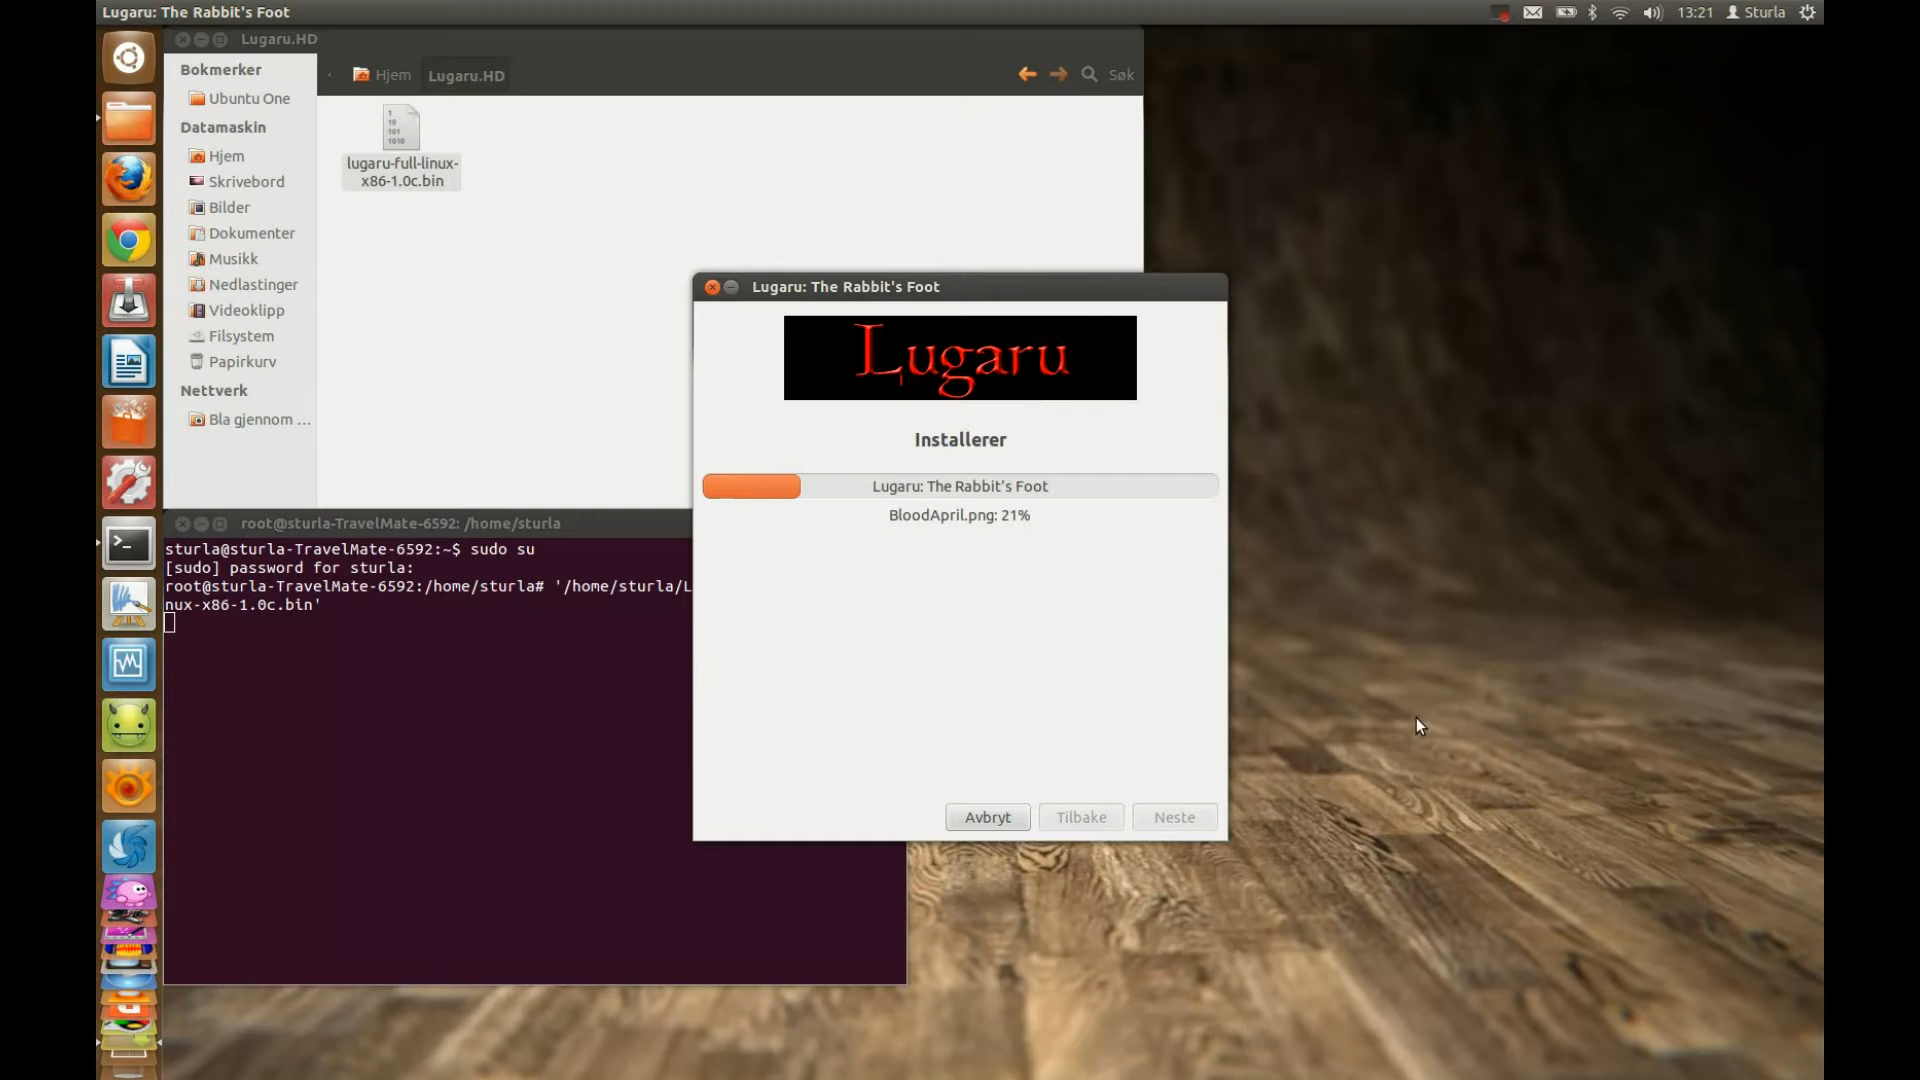 Lugaru: The Rabbit's Foot
13:21 Sturla
Lugaru.HD
Bokmerker
Ubuntu One
Datamaskin
Hjem
Skrivebord
Bilder
Dokumenter
Musikk
Nedlastinger
Videoklipp
Filsystem
Papirkurv
Nettverk
Bla gjennom ...
Hjem Lugaru.HD Søk
1
10
101
1010
lugaru-full-linux-
x86-1.0c.bin
root@sturla-TravelMate-6592: /home/sturla
sturla@sturla-TravelMate-6592:~$ sudo su
[sudo] password for sturla:
root@sturla-TravelMate-6592:/home/sturla# '/home/sturla/L
nux-x86-1.0c.bin'
Lugaru: The Rabbit's Foot
Lugaru
Installerer
Lugaru: The Rabbit's Foot
BloodApril.png: 21%
Avbryt Tilbake Neste